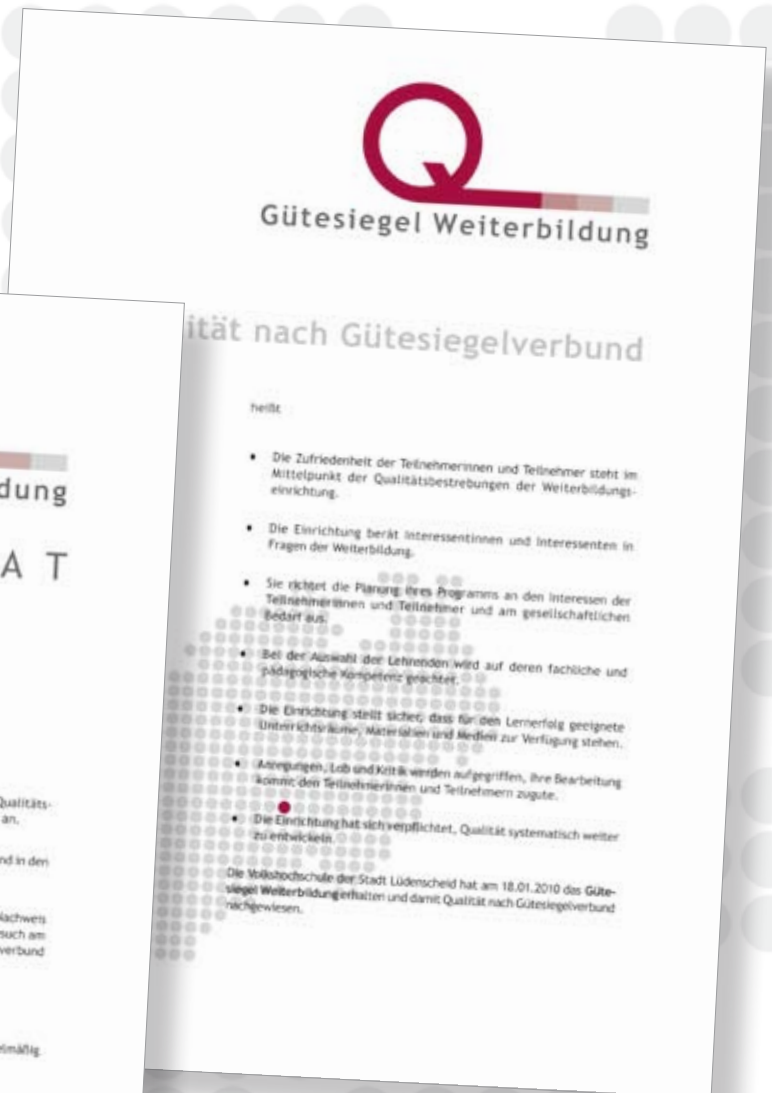 Gütesiegel Weiterbildung
ität nach Gütesiegelverbund
heißt
• Die Zufriedenheit der Teilnehmerinnen und Teilnehmer steht im
Mittelpunkt der Qualitätsbestrebungen der Weiterbildungs-
einrichtung.
• Die Einrichtung berät Interessentinnen und Interessenten in
Fragen der Weiterbildung.
• Sie richtet die Planung ihres Programms an den Interessen der
Teilnehmerinnen und Teilnehmer und am gesellschaftlichen
Bedarf aus.
• Bei der Auswahl der Lehrenden wird auf deren fachliche und
pädagogische Kompetenz geachtet.
• Die Einrichtung stellt sicher, dass für den Lernerfolg geeignete
Unterrichtsräume, Materialien und Medien zur Verfügung stehen.
• Anregungen, Lob und Kritik werden aufgegriffen, ihre Bearbeitung
kommt den Teilnehmerinnen und Teilnehmern zugute.
• Die Einrichtung hat sich verpflichtet, Qualität systematisch weiter
zu entwickeln.
Die Volkshochschule der Stadt Lüdenscheid hat am 18.01.2010 das Güte-
siegel Weiterbildung erhalten und damit Qualität nach Gütesiegelverbund
nachgewiesen.
dung
A T
Qualitäts-
an.
nd in den
Nachweis
such am
verbund
elmäßig